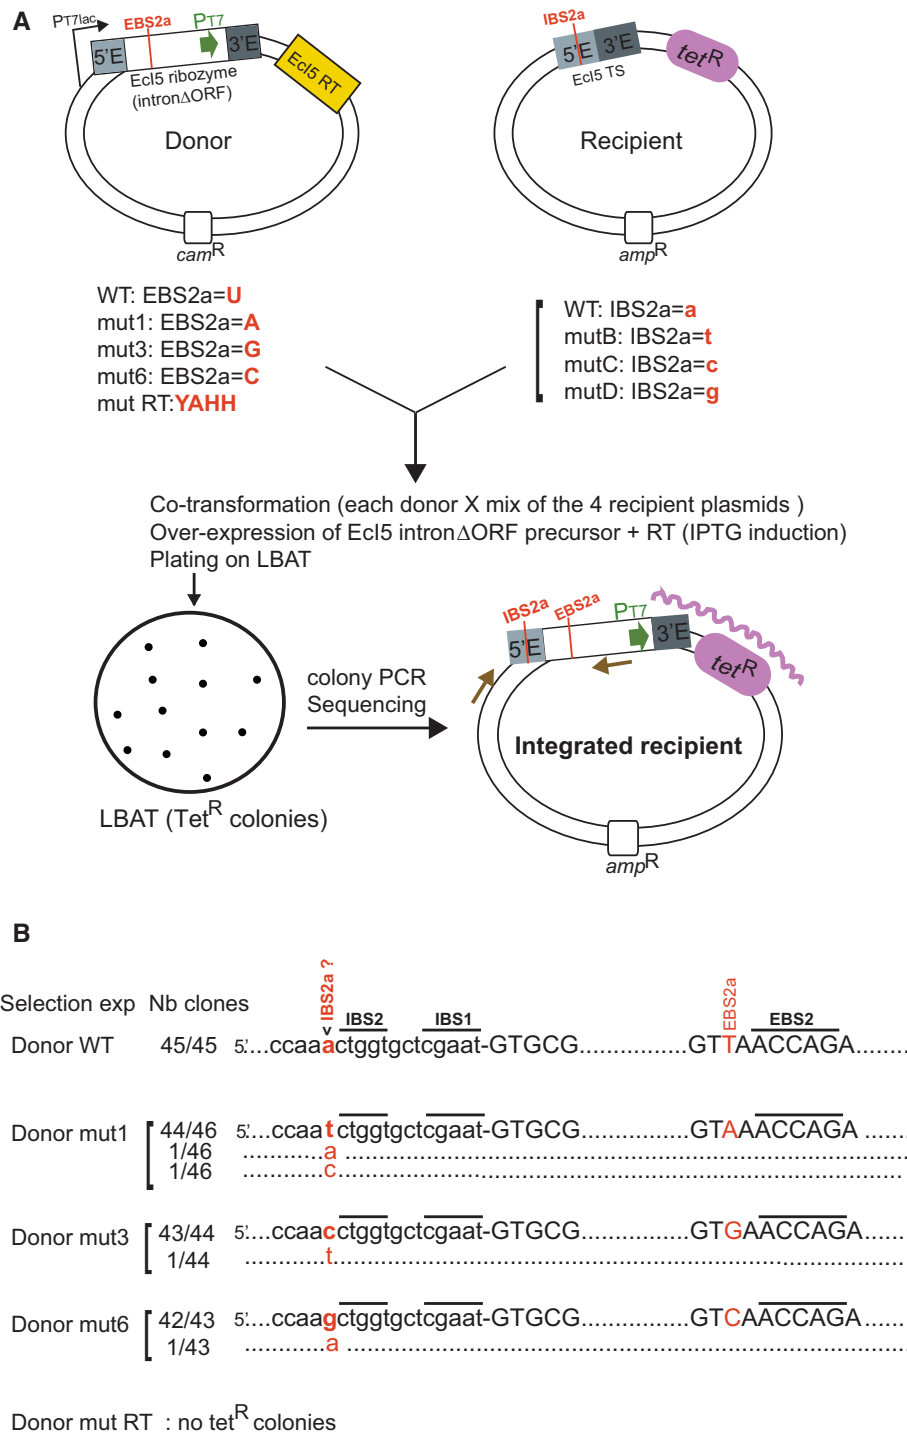 A
PT7lac
EBS2a
PT7
5'E
3'E
EcI5 RT
EcI5 ribozyme
(intronΔORF)
Donor
camR
IBS2a
5'E
3'E
EcI5 TS
tetR
Recipient
ampR
WT: EBS2a=U
mut1: EBS2a=A
mut3: EBS2a=G
mut6: EBS2a=C
mut RT:YAHH
WT: IBS2a=a
mutB: IBS2a=t
mutC: IBS2a=c
mutD: IBS2a=g
Co-transformation (each donor X mix of the 4 recipient plasmids )
Over-expression of EcI5 intronΔORF precursor + RT (IPTG induction)
Plating on LBAT
LBAT (TetR colonies)
colony PCR
Sequencing
IBS2a
EBS2a
PT7
5'E
3'E
tetR
Integrated recipient
ampR
B
Selection exp Nb clones
IBS2a ?
<
IBS2
IBS1
EBS2a
EBS2
Donor WT 45/45 5'....ccaaactggtgctcgaat-GTGCG...............GTTAACCAGA........
Donor mut1 44/46 5'....ccaatctggtgctcgaat-GTGCG...............GTAAACCAGA .......
1/46 ............a................................................................
1/46 ............c................................................................
Donor mut3 43/44 5'....ccaacctggtgctcgaat-GTGCG...............GTGAACCAGA.......
1/44 ............t................................................................
Donor mut6 42/43 5'....ccaagctggtgctcgaat-GTGCG...............GTCAACCAGA.......
1/43 ............a................................................................
Donor mut RT : no tetR colonies